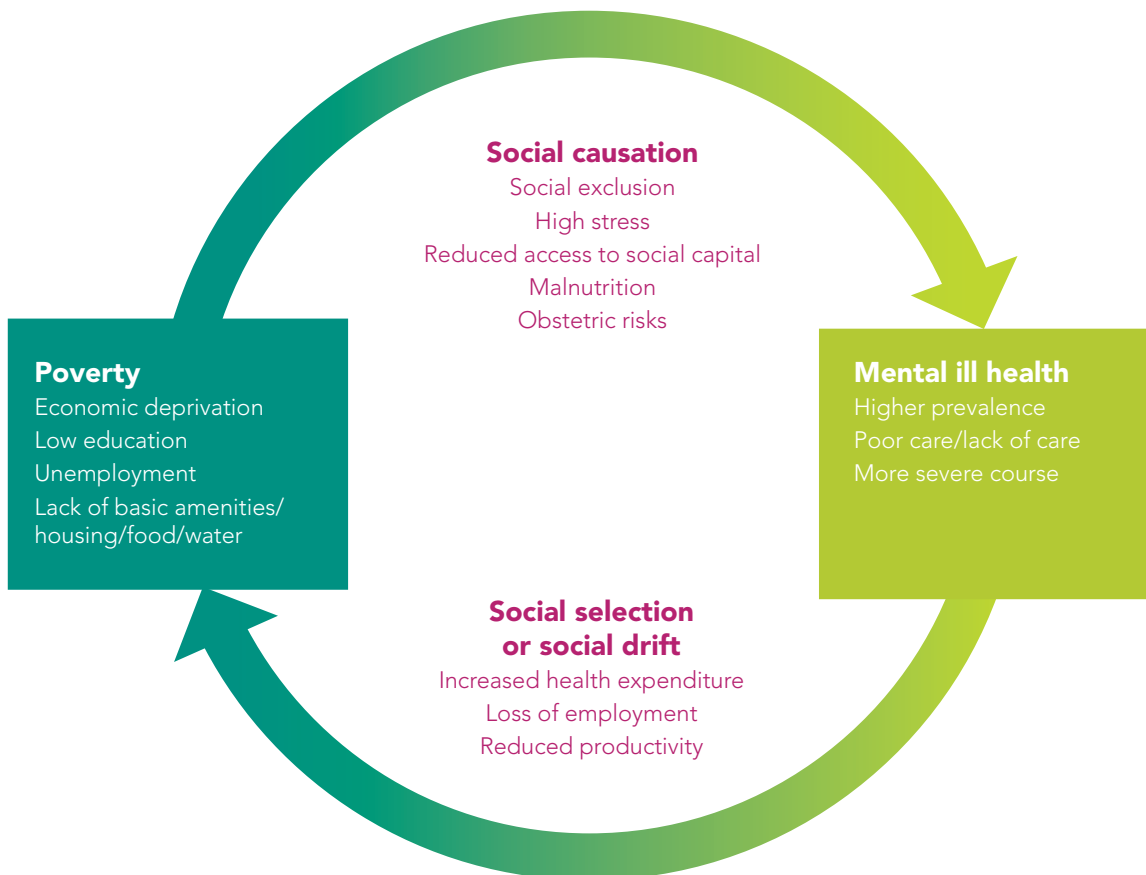 Social causation
Social exclusion
High stress
Reduced access to social capital
Malnutrition
Obstetric risks
Poverty
Economic deprivation
Low education
Unemployment
Lack of basic amenities/
housing/food/water
Mental ill health
Higher prevalence
Poor care/lack of care
More severe course
Social selection
or social drift
Increased health expenditure
Loss of employment
Reduced productivity